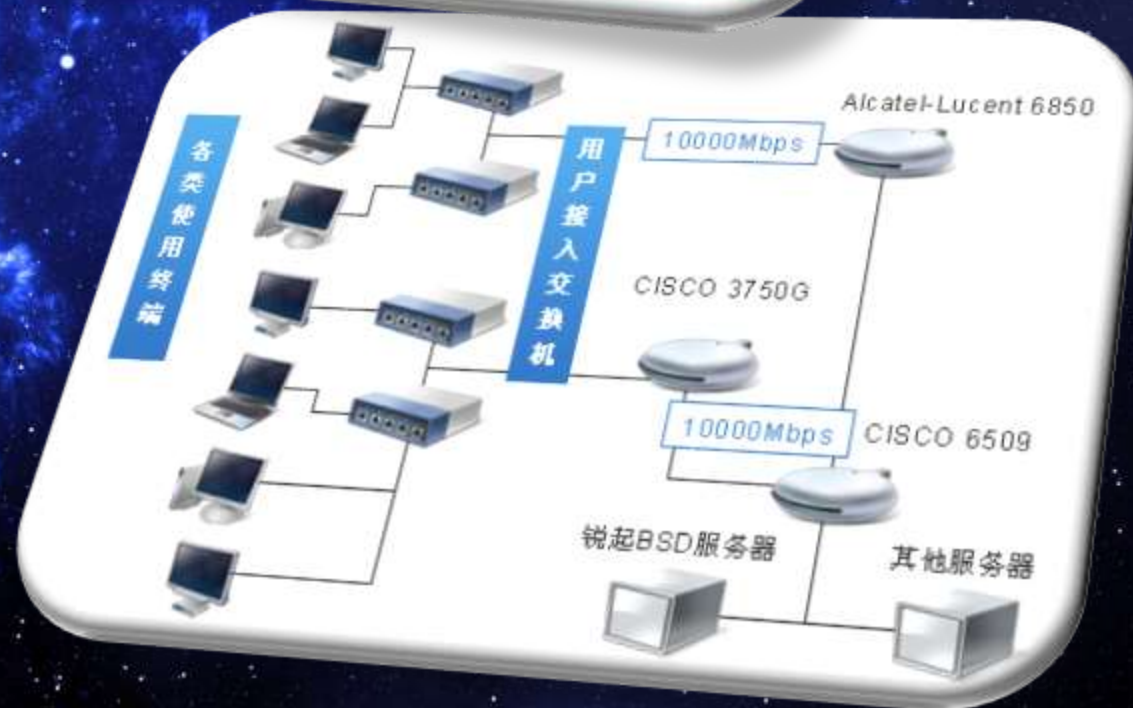 Alcatel-Lucent 6850
各类使用终端
用户接入交换机
10000Mbps
CISCO 3750G
10000Mbps
CISCO 6509
锐起BSD服务器
其他服务器